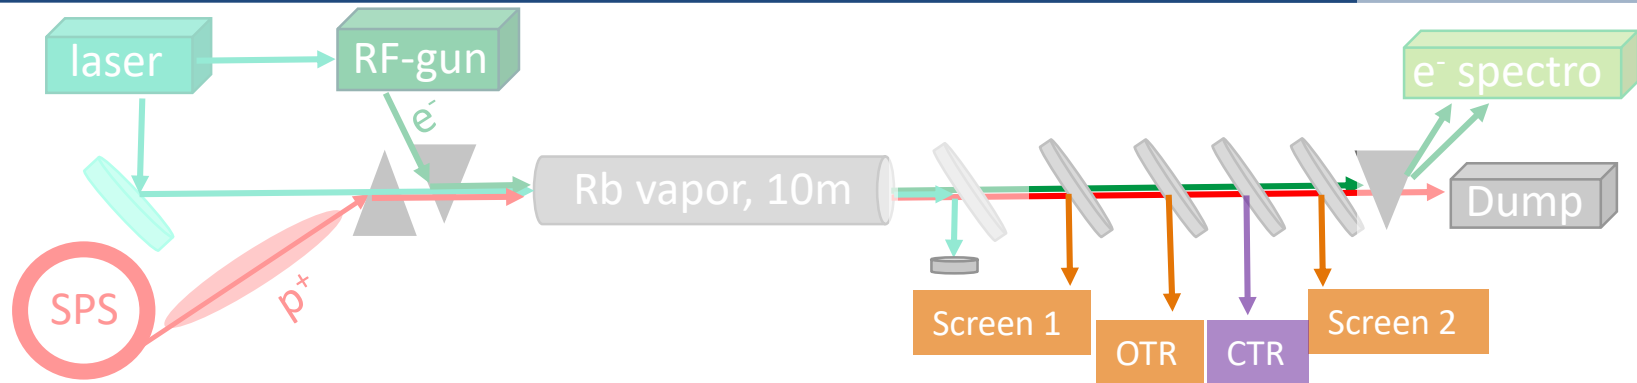 laser
RF-gun
e⁻
e⁻ spectro
Rb vapor, 10m
Dump
SPS
p⁺
Screen 1
OTR
CTR
Screen 2